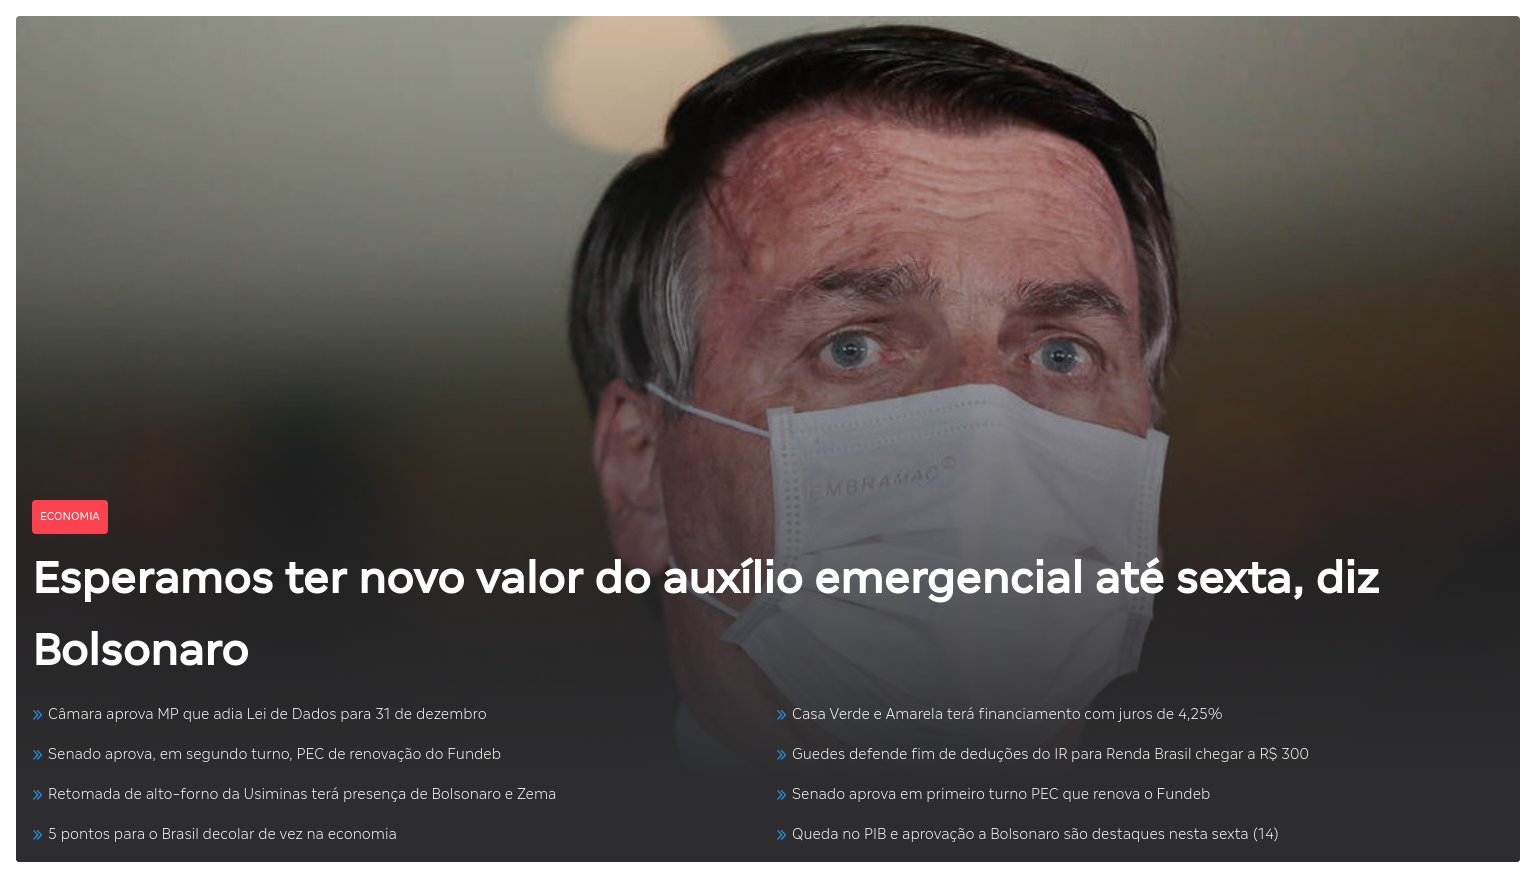 EMBRAMAC®
ECONOMIA
Esperamos ter novo valor do auxílio emergencial até sexta, diz
Bolsonaro
Câmara aprova MP que adia Lei de Dados para 31 de dezembro
Senado aprova, em segundo turno, PEC de renovação do Fundeb
Retomada de alto-forno da Usiminas terá presença de Bolsonaro e Zema
5 pontos para o Brasil decolar de vez na economia
Casa Verde e Amarela terá financiamento com juros de 4,25%
Guedes defende fim de deduções do IR para Renda Brasil chegar a R$ 300
Senado aprova em primeiro turno PEC que renova o Fundeb
Queda no PIB e aprovação a Bolsonaro são destaques nesta sexta (14)